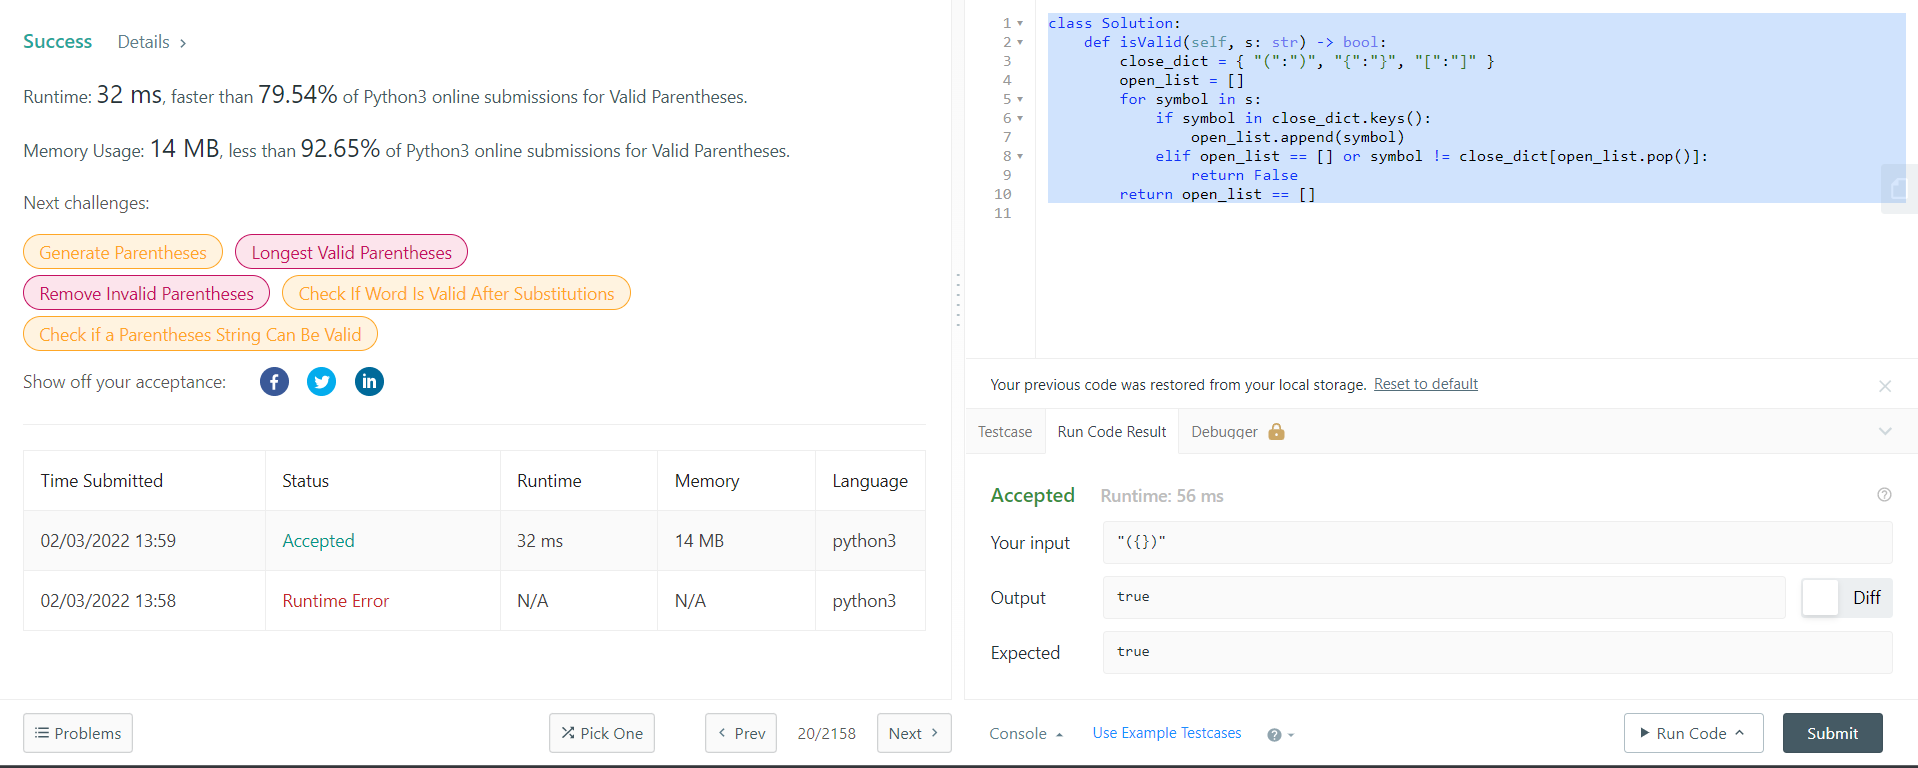 Success Details >
Runtime: 32 ms, faster than 79.54% of Python3 online submissions for Valid Parentheses.
Memory Usage: 14 MB, less than 92.65% of Python3 online submissions for Valid Parentheses.
Next challenges:
Generate Parentheses Longest Valid Parentheses
Remove Invalid Parentheses Check If Word Is Valid After Substitutions
Check if a Parentheses String Can Be Valid
Show off your acceptance:
Time Submitted Status Runtime Memory Language
02/03/2022 13:59 Accepted 32 ms 14 MB python3
02/03/2022 13:58 Runtime Error N/A N/A python3
Problems Pick One < Prev 20/2158 Next >
1 class Solution:
2     def isValid(self, s: str) -> bool:
3         close_dict = { "(":")", "{":"}", "[":"]" }
4         open_list = []
5         for symbol in s:
6             if symbol in close_dict.keys():
7                 open_list.append(symbol)
8             elif open_list == [] or symbol != close_dict[open_list.pop()]:
9                 return False
10         return open_list == []
11
Your previous code was restored from your local storage. Reset to default
Testcase Run Code Result Debugger
Accepted Runtime: 56 ms
Your input "({})"
Output true Diff
Expected true
Console Use Example Testcases Run Code Submit